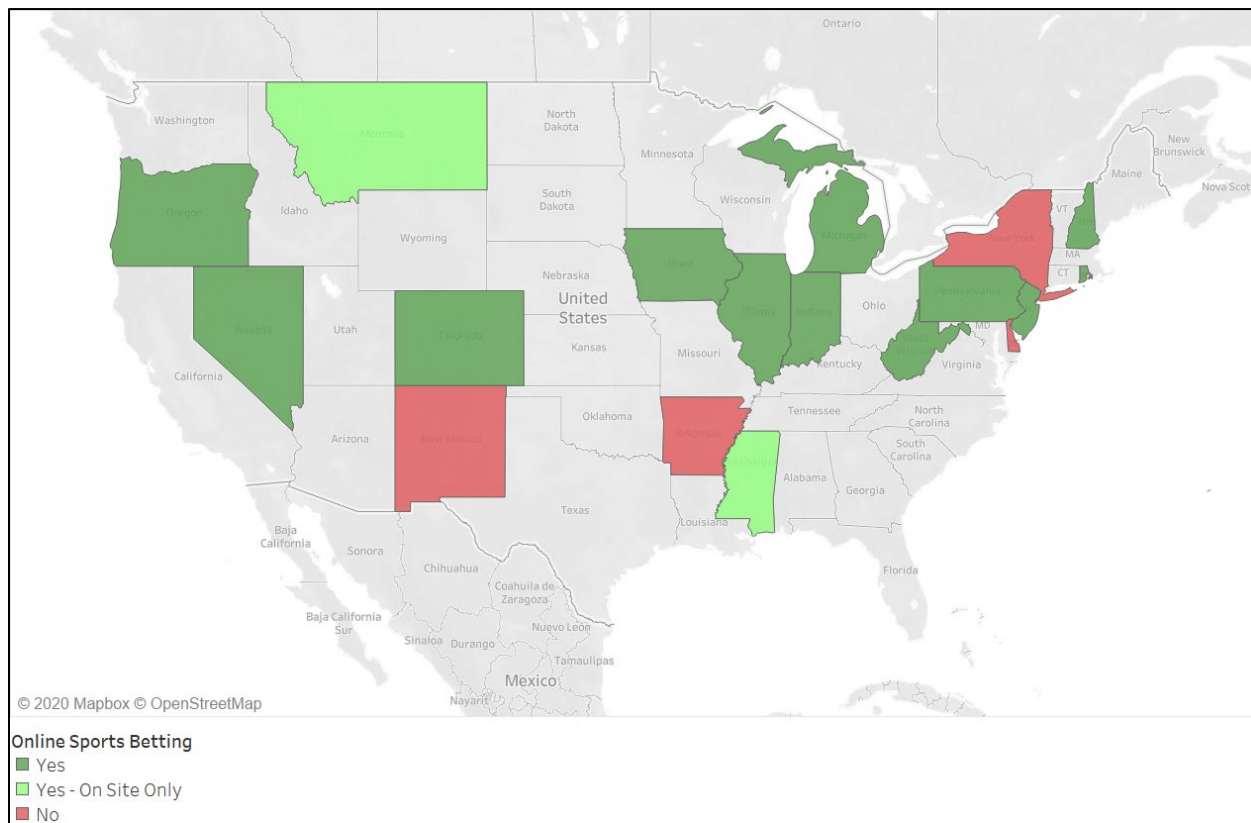 Ontario
Washington
Montana
North
Dakota
Minnesota
New
Brunswick
Maine
Nova Scot
Oregon
Idaho
South
Dakota
Wisconsin
Michigan
VT
New York
MA
CT
Wyoming
Iowa
Nebraska
United
States
Illinois
Indiana
Ohio
Pennsylvania
MD
Nevada
Utah
Colorado
Kansas
Missouri
West
Virginia
Kentucky
Virginia
California
Arizona
New Mexico
Oklahoma
Arkansas
Tennessee
North
Carolina
South
Carolina
Mississippi
Alabama
Georgia
Texas
Louisiana
Florida
Baja
California
Sonora
Chihuahua
Coahuila de
Zaragoza
Baja California
Sur
Sinaloa
Durango
Nuevo León
Tamaulipas
Mexico
Nayarit
© 2020 Mapbox © OpenStreetMap
Online Sports Betting
Yes
Yes - On Site Only
No